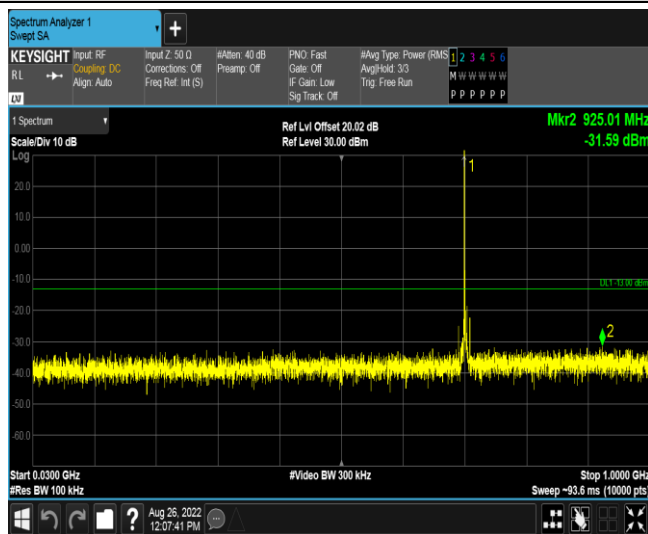 Spectrum Analyzer 1
Swept SA
+
KEYSIGHT
RL
LXI
Input: RF
Coupling: DC
Align: Auto
Input Z: 50 Ω
Corrections: Off
Freq Ref: Int (S)
#Atten: 40 dB
Preamp: Off
PNO: Fast
Gate: Off
IF Gain: Low
Sig Track: Off
#Avg Type: Power (RMS
Avg|Hold: 3/3
Trig: Free Run
1 2 3 4 5 6
M W W W W W
P P P P P P
1 Spectrum
Scale/Div 10 dB
Log
Ref Lvl Offset 20.02 dB
Ref Level 30.00 dBm
Mkr2 925.01 MHz
-31.59 dBm
1
20.0
10.0
0.00
-10.0
DL1 -13.00 dBm
-20.0
-30.0
2
-40.0
-50.0
-60.0
Start 0.0300 GHz
#Res BW 100 kHz
#Video BW 300 kHz
Stop 1.0000 GHz
Sweep ~93.6 ms (10000 pts)
?
Aug 26, 2022
12:07:41 PM